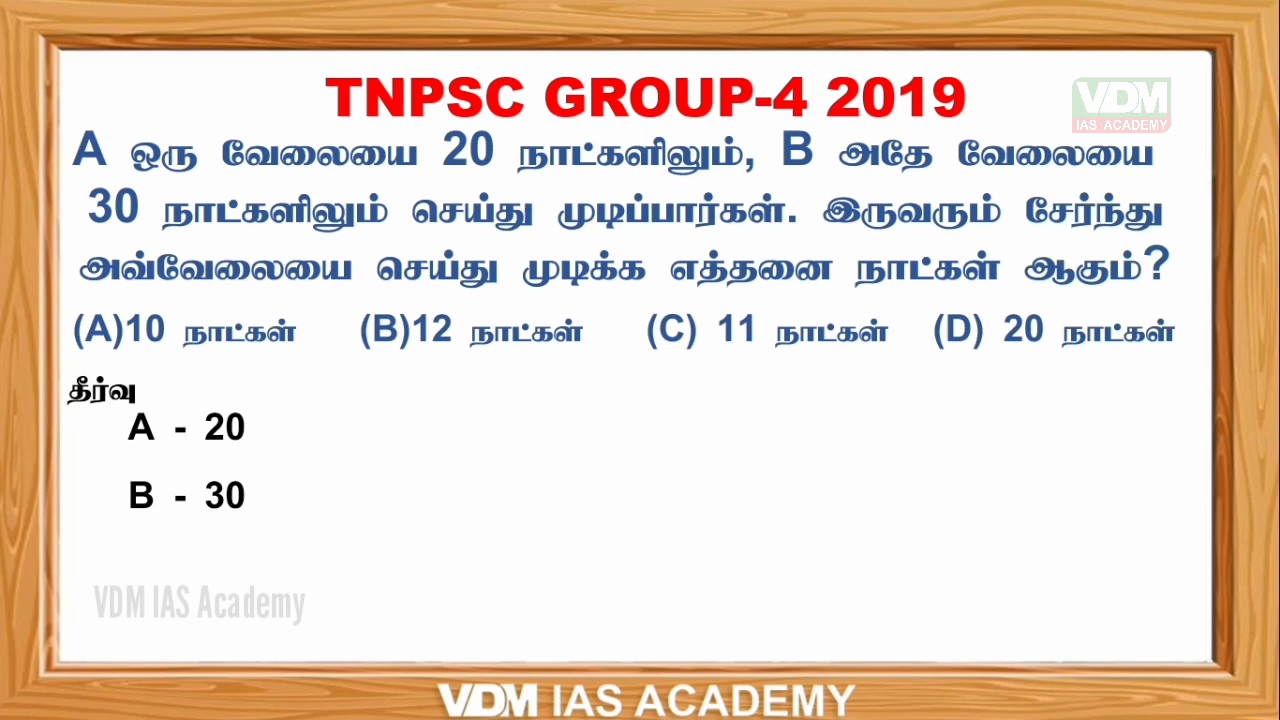 TNPSC GROUP-4 2019
VDM
IAS ACADEMY
A ஒரு வேலையை 20 நாட்களிலும், B அதே வேலையை
30 நாட்களிலும் செய்து முடிப்பார்கள். இருவரும் சேர்ந்து
அவ்வேலையை செய்து முடிக்க எத்தனை நாட்கள் ஆகும்?
(A)10 நாட்கள் (B)12 நாட்கள் (C) 11 நாட்கள் (D) 20 நாட்கள்
தீர்வு
A - 20
B - 30
VDM IAS Academy
VDM IAS ACADEMY